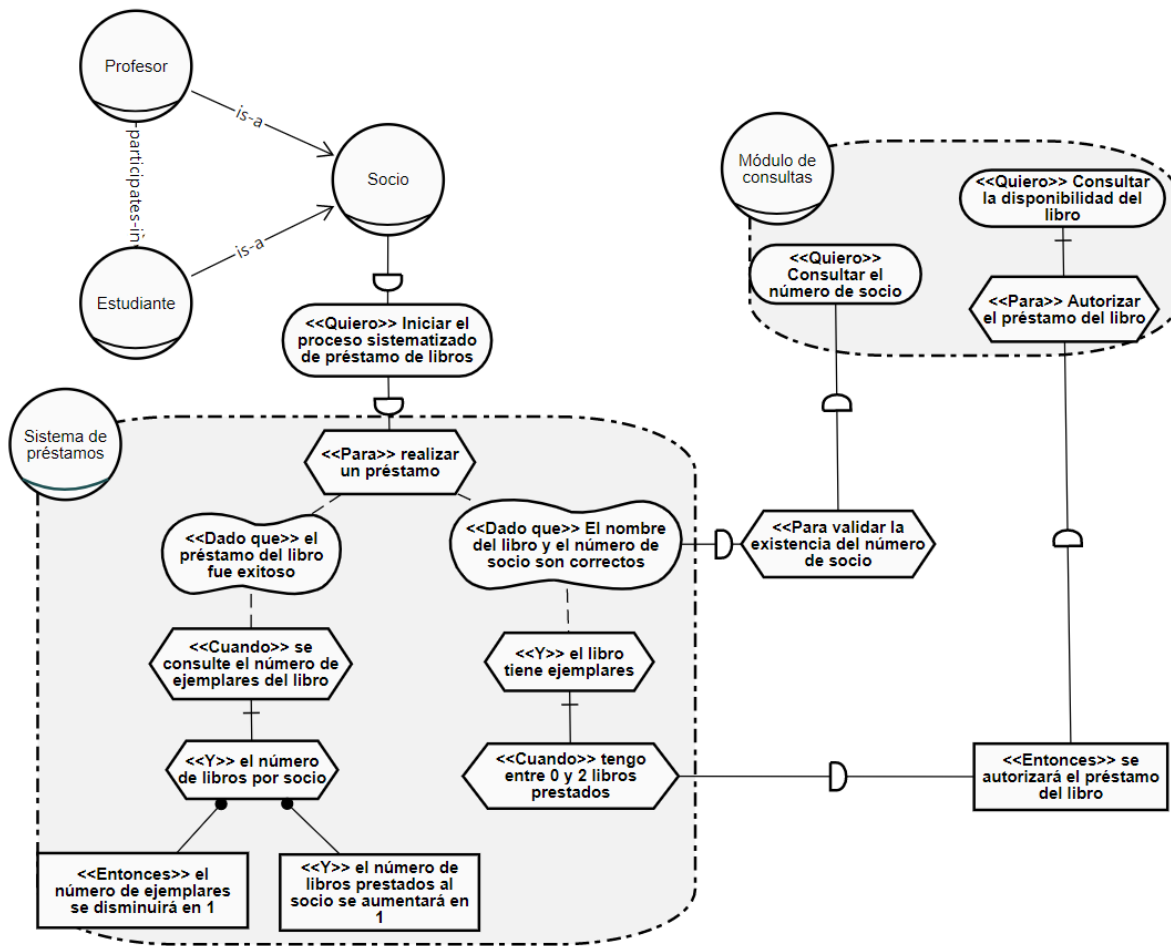 Profesor
is-a
participates-in
Socio
is-a
Estudiante
Módulo de
consultas
<<Quiero>> Consultar
la disponibilidad del
libro
<<Quiero>>
Consultar el
número de socio
<<Para>> Autorizar
el préstamo del libro
<<Quiero>> Iniciar el
proceso sistematizado
de préstamo de libros
Sistema de
préstamos
<<Para>> realizar
un préstamo
<<Dado que>> el
préstamo del libro
fue exitoso
<<Dado que>> El nombre
del libro y el número de
socio son correctos
<<Para validar la
existencia del número
de socio
<<Cuando>> se
consulte el número de
ejemplares del libro
<<Y>> el libro
tiene ejemplares
<<Y>> el número
de libros por socio
<<Cuando>> tengo
entre 0 y 2 libros
prestados
<<Entonces>> se
autorizará el préstamo
del libro
<<Entonces>> el
número de ejemplares
se disminuirá en 1
<<Y>> el número de
libros prestados al
socio se aumentará en
1